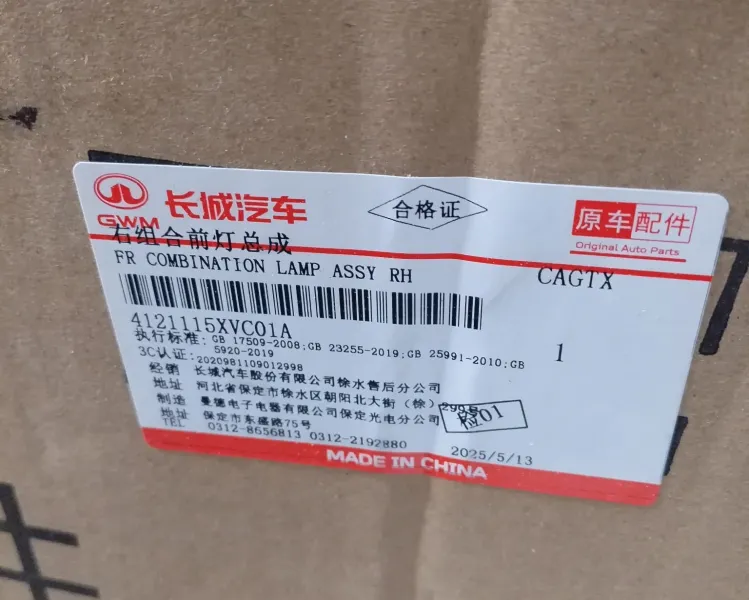 GWM 长城汽车
合格证
原车配件
Original Auto Parts
右组合前灯总成
FR COMBINATION LAMP ASSY RH
CAGTX
4121115XVC01A
1
执行标准: GB 17509-2008;GB 23255-2019;GB 25991-2010;GB
5920-2019
3C认证: 2020981109012998
经销 长城汽车股份有限公司徐水售后分公司
地址 河北省保定市徐水区朝阳北大街(徐)299号
制造 曼德电子电器有限公司保定光电分公司
检01
地址 保定市东盛路75号
TEL 0312-8656813 0312-2192880
2025/5/13
MADE IN CHINA